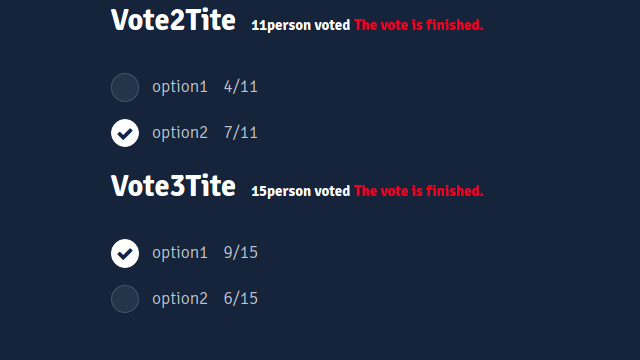 Vote2Tite 11person voted The vote is finished.
option1 4/11
option2 7/11
Vote3Tite 15person voted The vote is finished.
option1 9/15
option2 6/15